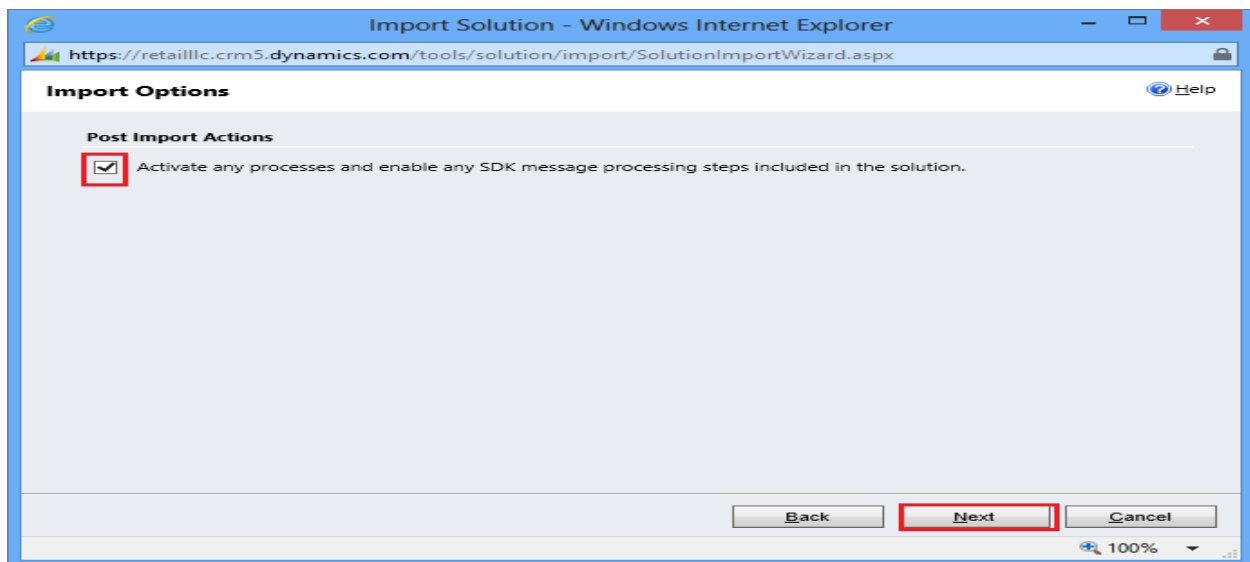 Import Solution - Windows Internet Explorer
https://retailllc.crm5.dynamics.com/tools/solution/import/SolutionImportWizard.aspx
Import Options
Help
Post Import Actions
Activate any processes and enable any SDK message processing steps included in the solution.
Back
Next
Cancel
100%